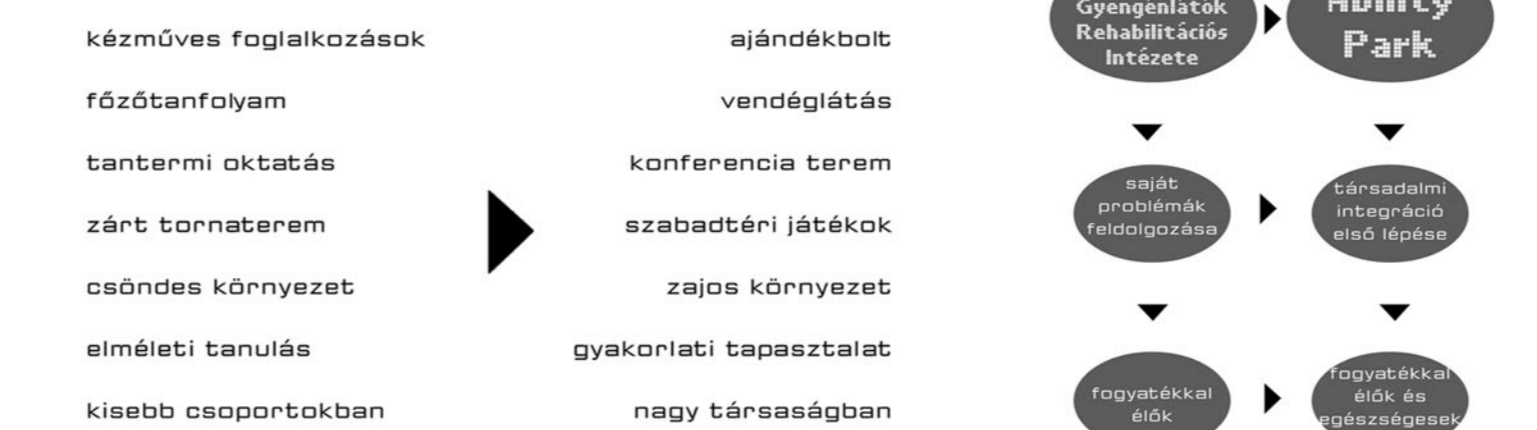 kézműves foglalkozások
főzőtanfolyam
tantermi oktatás
zárt tornaterem
csöndes környezet
elméleti tanulás
kisebb csoportokban
ajándékbolt
vendéglátás
konferencia terem
szabadtéri játékok
zajos környezet
gyakorlati tapasztalat
nagy társaságban
Gyengénlátók
Rehabilitációs
Intézete
Ability
Park
saját
problémák
feldolgozása
társadalmi
integráció
első lépése
fogyatékkal
élők
fogyatékkal
élők és
egészségesek